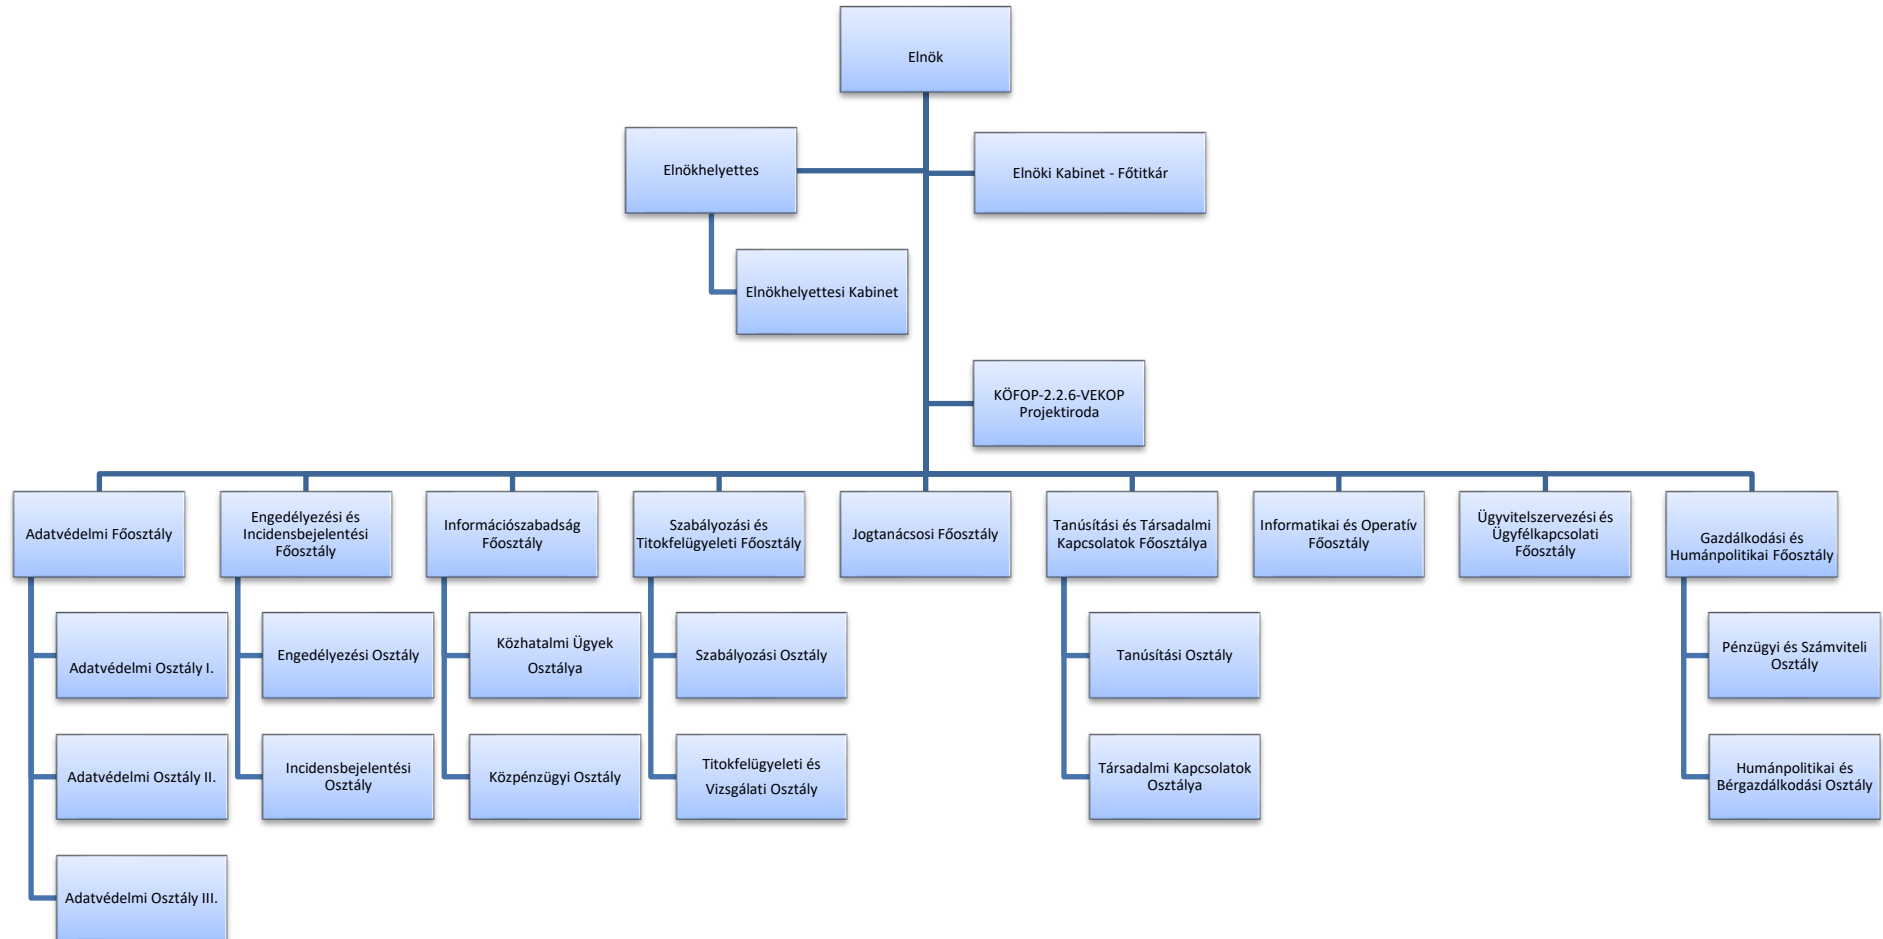 Elnök
Elnökhelyettes
Elnöki Kabinet - Főtitkár
Elnökhelyettesi Kabinet
KÖFOP-2.2.6-VEKOP
Projektiroda
Adatvédelmi Főosztály
Engedélyezési és
Incidensbejelentési
Főosztály
Információszabadság
Főosztály
Szabályozási és
Titokfelügyeleti Főosztály
Jogtanácsosi Főosztály
Tanúsítási és Társadalmi
Kapcsolatok Főosztálya
Informatikai és Operatív
Főosztály
Ügyvitelszervezési és
Ügyfélkapcsolati
Főosztály
Gazdálkodási és
Humánpolitikai Főosztály
Adatvédelmi Osztály I.
Engedélyezési Osztály
Közhatalmi Ügyek
Osztálya
Szabályozási Osztály
Tanúsítási Osztály
Pénzügyi és Számviteli
Osztály
Adatvédelmi Osztály II.
Incidensbejelentési
Osztály
Közpénzügyi Osztály
Titokfelügyeleti és
Vizsgálati Osztály
Társadalmi Kapcsolatok
Osztálya
Humánpolitikai és
Bérgazdálkodási Osztály
Adatvédelmi Osztály III.